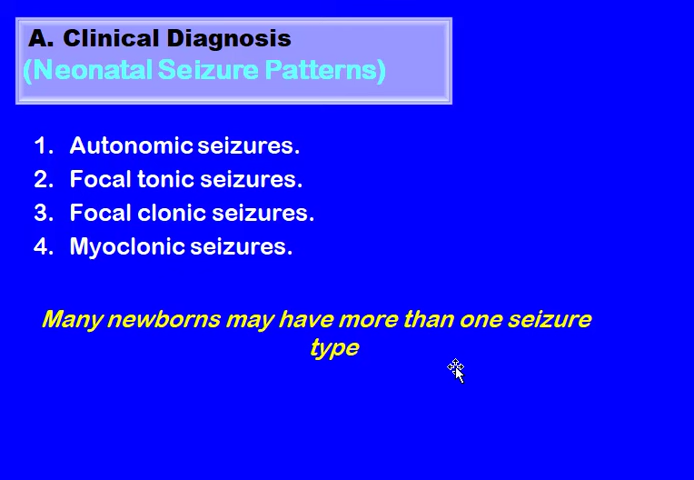 A. Clinical Diagnosis
(Neonatal Seizure Patterns)
1. Autonomic seizures.
2. Focal tonic seizures.
3. Focal clonic seizures.
4. Myoclonic seizures.
Many newborns may have more than one seizure
type